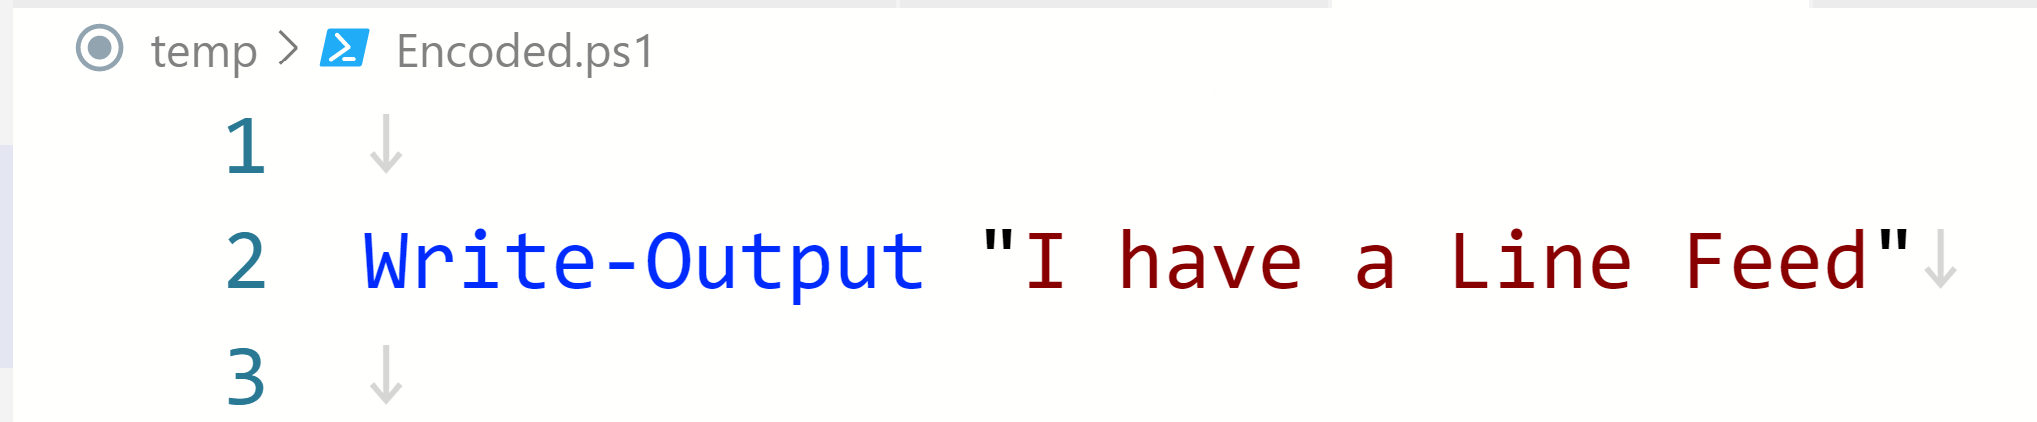 temp > Encoded.ps1
1 ↓
2 Write-Output "I have a Line Feed"↓
3 ↓